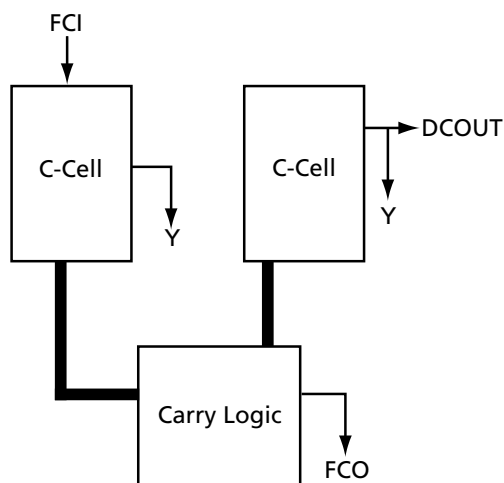 FCI
C-Cell
Y
C-Cell
DCOUT
Y
Carry Logic
FCO